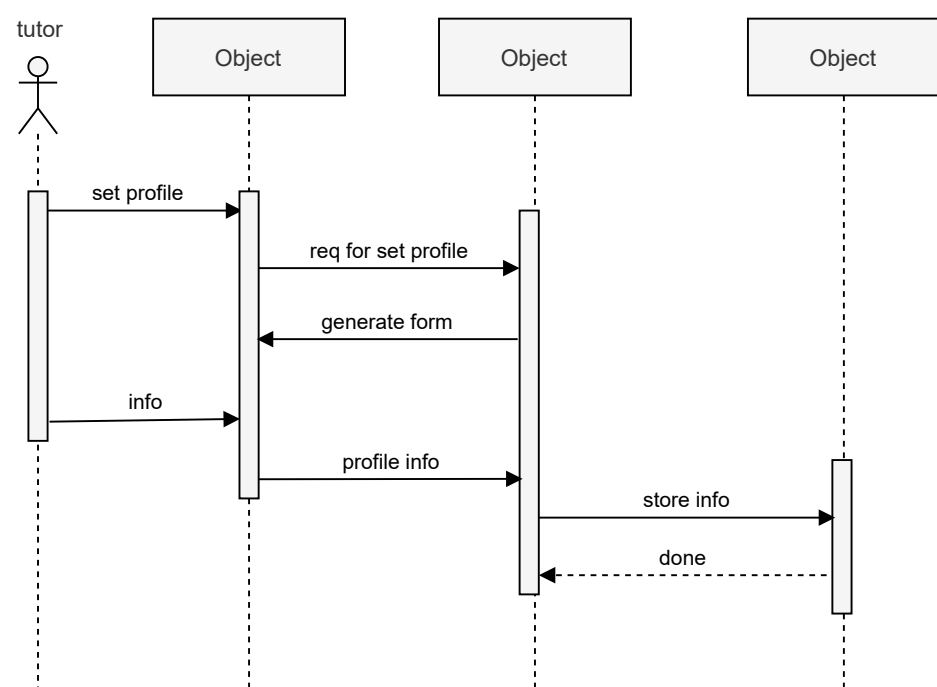 tutor
Object
Object
Object
set profile
req for set profile
generate form
info
profile info
store info
done